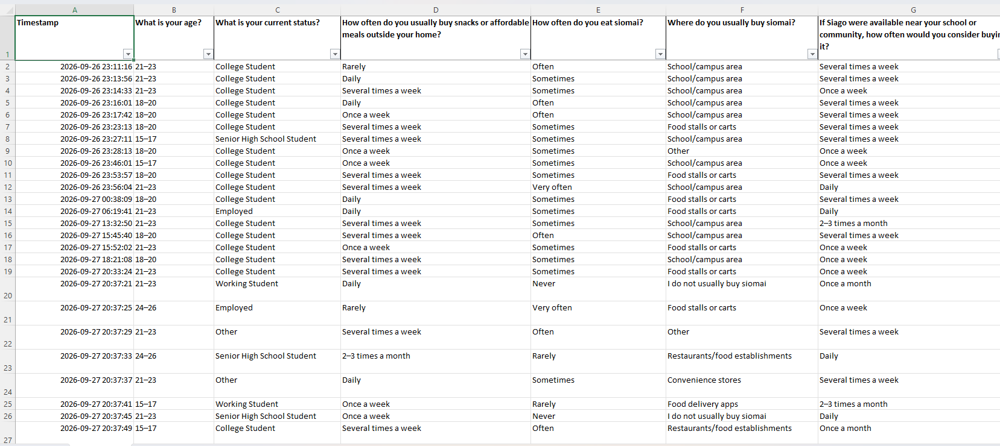 A B C D E F G
1 Timestamp What is your age? What is your current status? How often do you usually buy snacks or affordable meals outside your home? How often do you eat siomai? Where do you usually buy siomai? If Siago were available near your school or community, how often would you consider it?
2 2026-09-26 23:11:16 21–23 College Student Rarely Often School/campus area Several times a week
3 2026-09-26 23:13:56 21–23 College Student Daily Sometimes School/campus area Several times a week
4 2026-09-26 23:14:33 21–23 College Student Several times a week Sometimes School/campus area Once a week
5 2026-09-26 23:16:01 18–20 College Student Daily Often School/campus area Several times a week
6 2026-09-26 23:17:42 18–20 College Student Once a week Often School/campus area Several times a week
7 2026-09-26 23:23:13 18–20 College Student Several times a week Sometimes Food stalls or carts Several times a week
8 2026-09-26 23:27:11 15–17 Senior High School Student Several times a week Sometimes School/campus area Several times a week
9 2026-09-26 23:28:13 18–20 College Student Once a week Sometimes Other Once a week
10 2026-09-26 23:46:01 15–17 College Student Once a week Sometimes School/campus area Once a week
11 2026-09-26 23:53:57 18–20 College Student Several times a week Sometimes Food stalls or carts Several times a week
12 2026-09-26 23:56:04 21–23 College Student Several times a week Very often School/campus area Daily
13 2026-09-27 00:38:09 18–20 College Student Daily Sometimes Food stalls or carts Several times a week
14 2026-09-27 06:19:41 21–23 Employed Daily Sometimes Food stalls or carts Daily
15 2026-09-27 13:32:50 21–23 College Student Several times a week Sometimes School/campus area 2–3 times a month
16 2026-09-27 15:45:40 18–20 College Student Several times a week Often School/campus area Several times a week
17 2026-09-27 15:52:02 21–23 College Student Once a week Sometimes Food stalls or carts Once a week
18 2026-09-27 18:21:08 18–20 College Student Several times a week Sometimes School/campus area Once a week
19 2026-09-27 20:33:24 21–23 College Student Several times a week Sometimes Food stalls or carts Once a week
20 2026-09-27 20:37:21 21–23 Working Student Daily Never I do not usually buy siomai Once a month
21 2026-09-27 20:37:25 24–26 Employed Rarely Very often Food stalls or carts Once a week
22 2026-09-27 20:37:29 21–23 Other Several times a week Often Other Several times a week
23 2026-09-27 20:37:33 24–26 Senior High School Student 2–3 times a month Rarely Restaurants/food establishments Daily
24 2026-09-27 20:37:37 21–23 Other Daily Sometimes Convenience stores Several times a week
25 2026-09-27 20:37:41 15–17 Working Student Once a week Rarely Food delivery apps 2–3 times a month
26 2026-09-27 20:37:45 21–23 Senior High School Student Once a week Never I do not usually buy siomai Daily
27 2026-09-27 20:37:49 15–17 College Student Several times a week Often Restaurants/food establishments Once a month